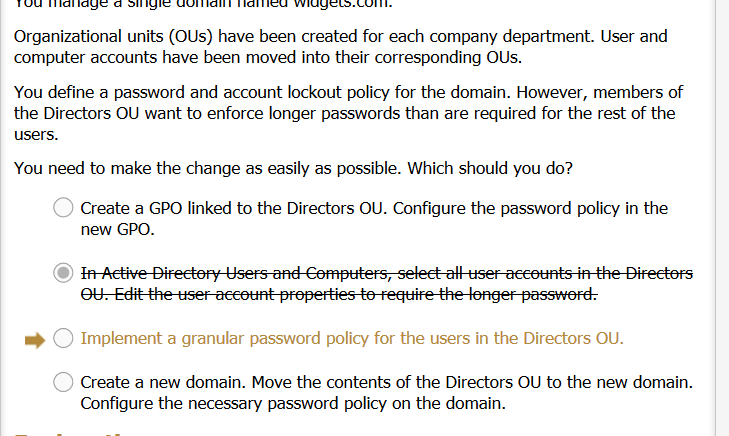 You manage a single domain named widgets.com.
Organizational units (OUs) have been created for each company department. User and
computer accounts have been moved into their corresponding OUs.
You define a password and account lockout policy for the domain. However, members of
the Directors OU want to enforce longer passwords than are required for the rest of the
users.
You need to make the change as easily as possible. Which should you do?
Create a GPO linked to the Directors OU. Configure the password policy in the
new GPO.
In Active Directory Users and Computers, select all user accounts in the Directors
OU. Edit the user account properties to require the longer password.
Implement a granular password policy for the users in the Directors OU.
Create a new domain. Move the contents of the Directors OU to the new domain.
Configure the necessary password policy on the domain.